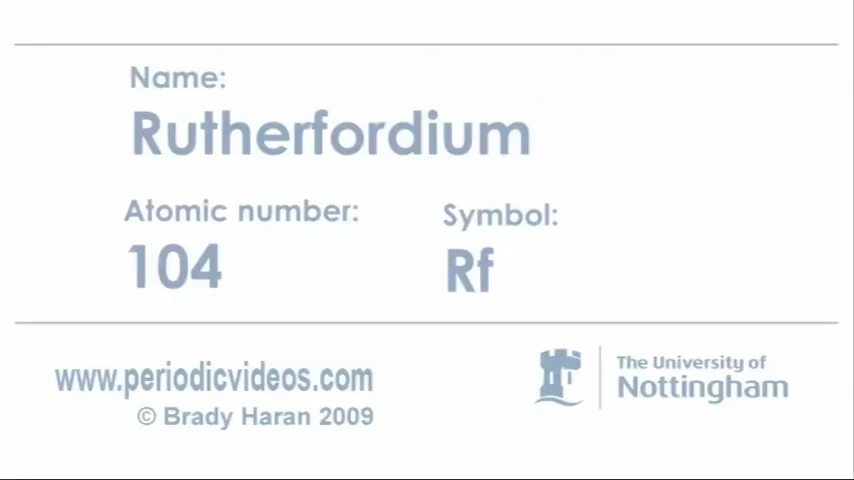 Name:
Rutherfordium
Atomic number:
Symbol:
104
Rf
www.periodicvideos.com
© Brady Haran 2009
The University of
Nottingham